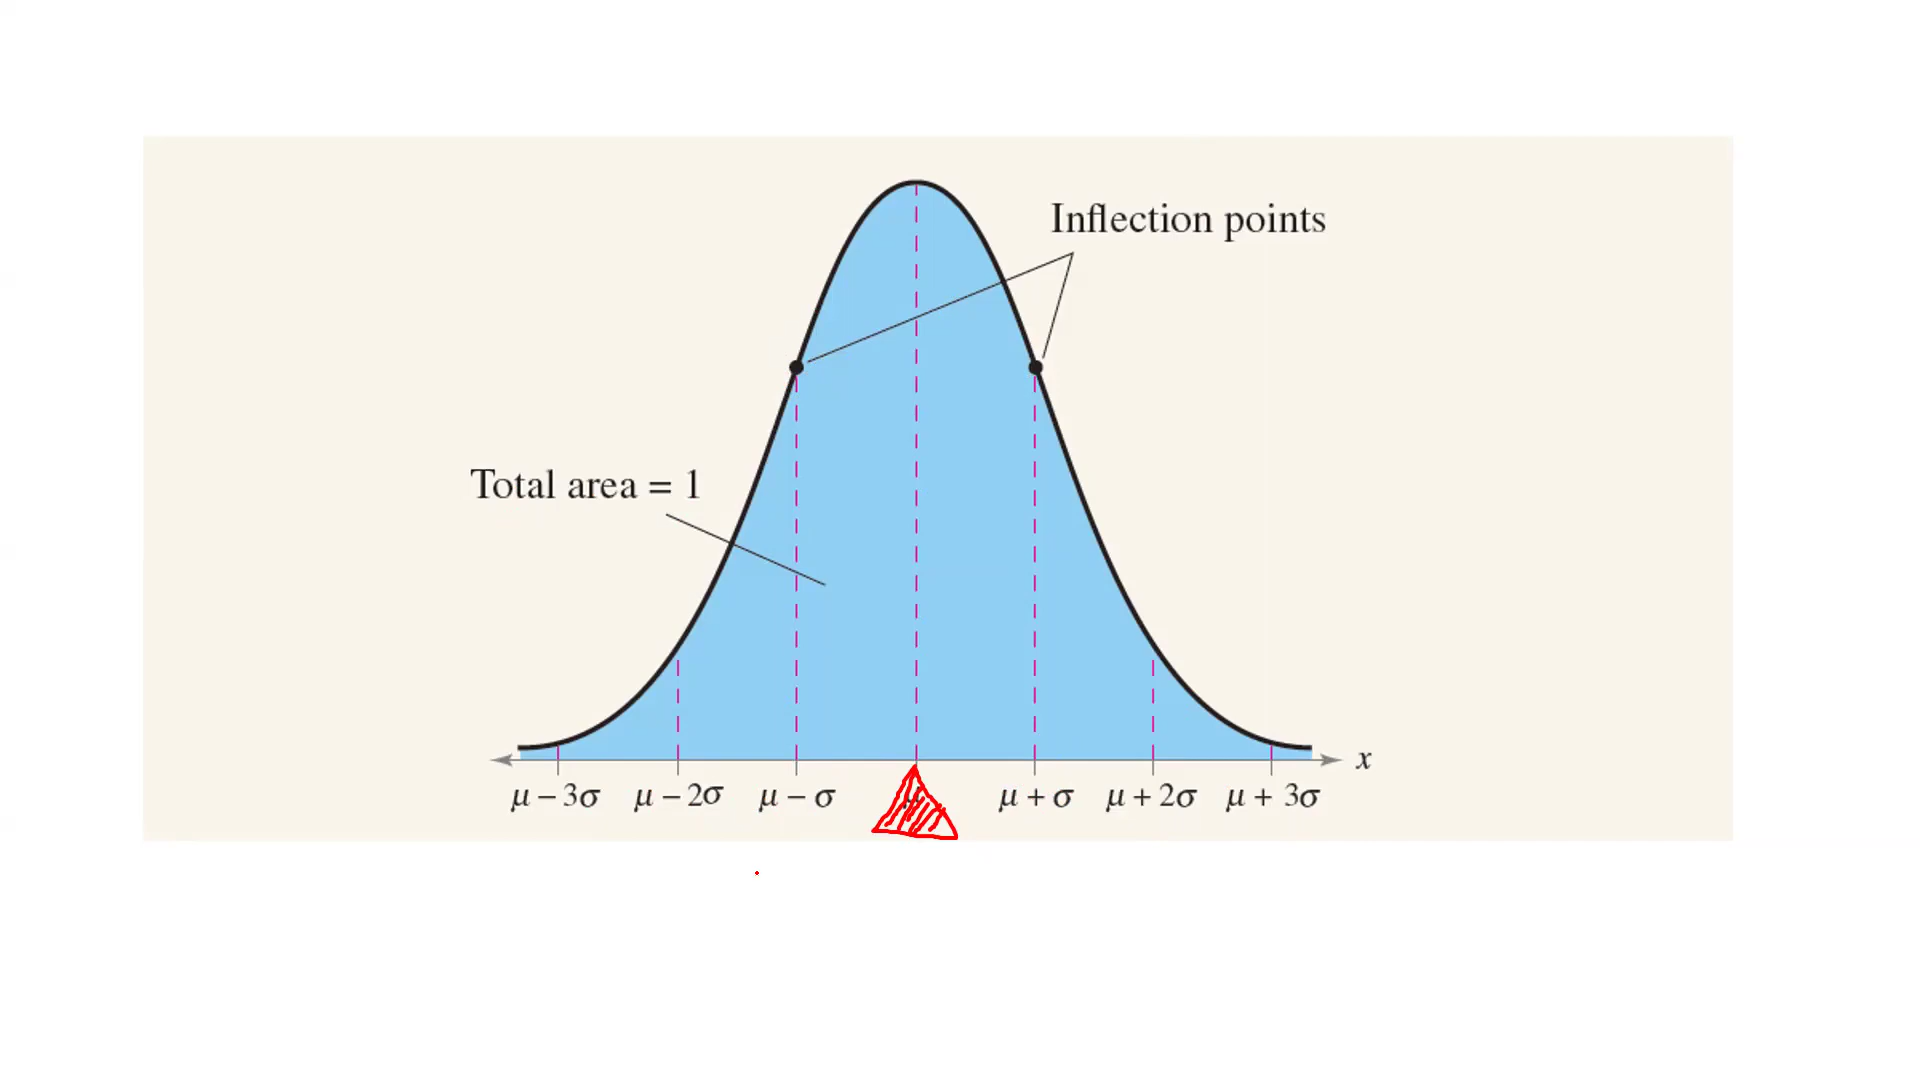 Inflection points
Total area = 1
x
μ – 3σ μ – 2σ μ – σ μ + σ μ + 2σ μ + 3σ